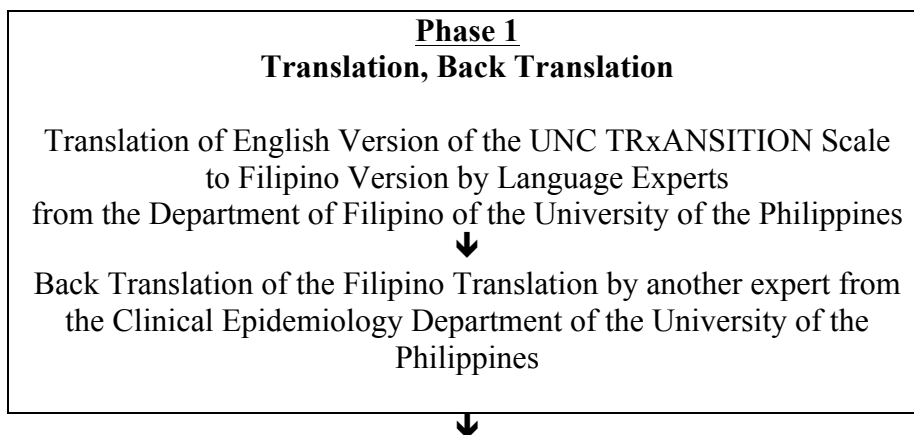 Phase 1
Translation, Back Translation
Translation of English Version of the UNC TRxANSITION Scale
to Filipino Version by Language Experts
from the Department of Filipino of the University of the Philippines
Back Translation of the Filipino Translation by another expert from
the Clinical Epidemiology Department of the University of the
Philippines